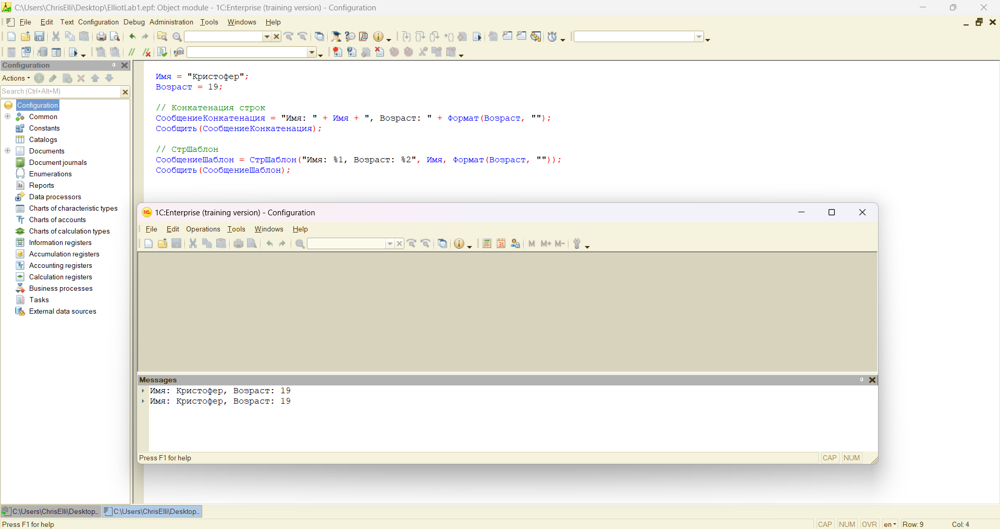 C:\Users\ChrisElli\Desktop\ElliotLab1.epf: Object module - 1C:Enterprise (training version) - Configuration
File Edit Text Configuration Debug Administration Tools Windows Help
Configuration
Actions
Search (Ctrl+Alt+M)
Configuration
Common
Constants
Catalogs
Documents
Document journals
Enumerations
Reports
Data processors
Charts of characteristic types
Charts of accounts
Charts of calculation types
Information registers
Accumulation registers
Accounting registers
Calculation registers
Business processes
Tasks
External data sources
Имя = "Кристофер";
Возраст = 19;
// Конкатенация строк
СообщениеКонкатенация = "Имя: " + Имя + ", Возраст: " + Формат(Возраст, "");
Сообщить(СообщениеКонкатенация);
// СтрШаблон
СообщениеШаблон = СтрШаблон("Имя: %1, Возраст: %2", Имя, Формат(Возраст, ""));
Сообщить(СообщениеШаблон);
1C:Enterprise (training version) - Configuration
File Edit Operations Tools Windows Help
31 M M+ M-
Messages
Имя: Кристофер, Возраст: 19
Имя: Кристофер, Возраст: 19
Press F1 for help CAP NUM
C:\Users\ChrisElli\Desktop... C:\Users\ChrisElli\Desktop...
Press F1 for help CAP NUM OVR en Row: 9 Col: 4